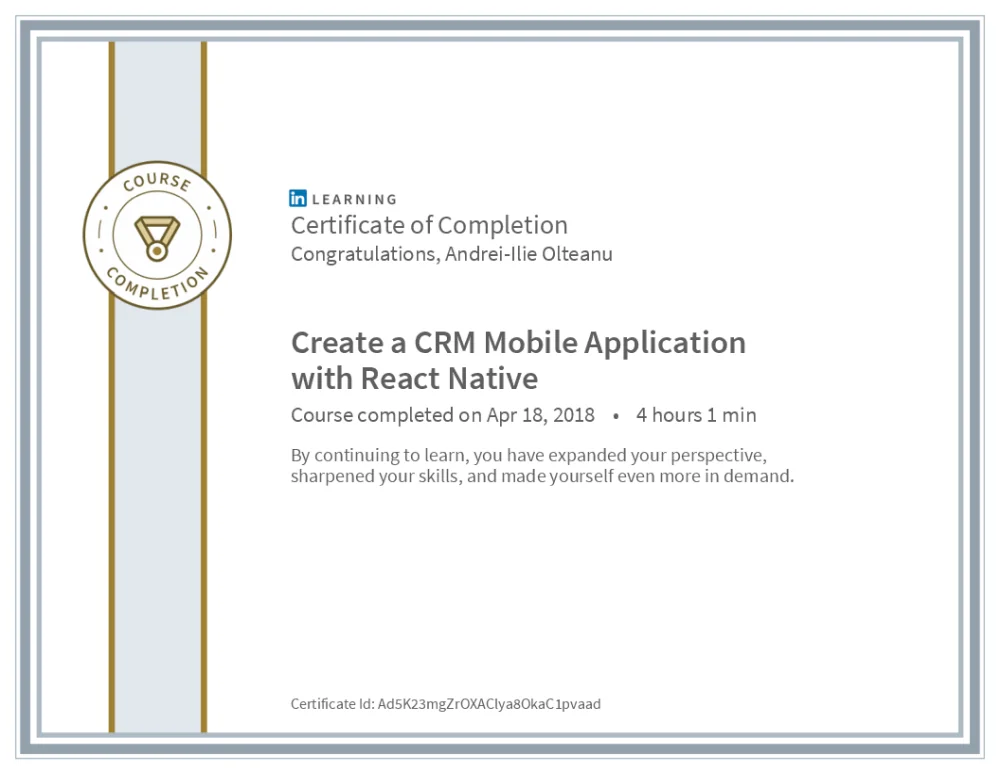 COURSE
COMPLETION
in LEARNING
Certificate of Completion
Congratulations, Andrei-Ilie Olteanu
Create a CRM Mobile Application
with React Native
Course completed on Apr 18, 2018 • 4 hours 1 min
By continuing to learn, you have expanded your perspective,
sharpened your skills, and made yourself even more in demand.
Certificate Id: Ad5K23mgZrOXAClya8OkaC1pvaad